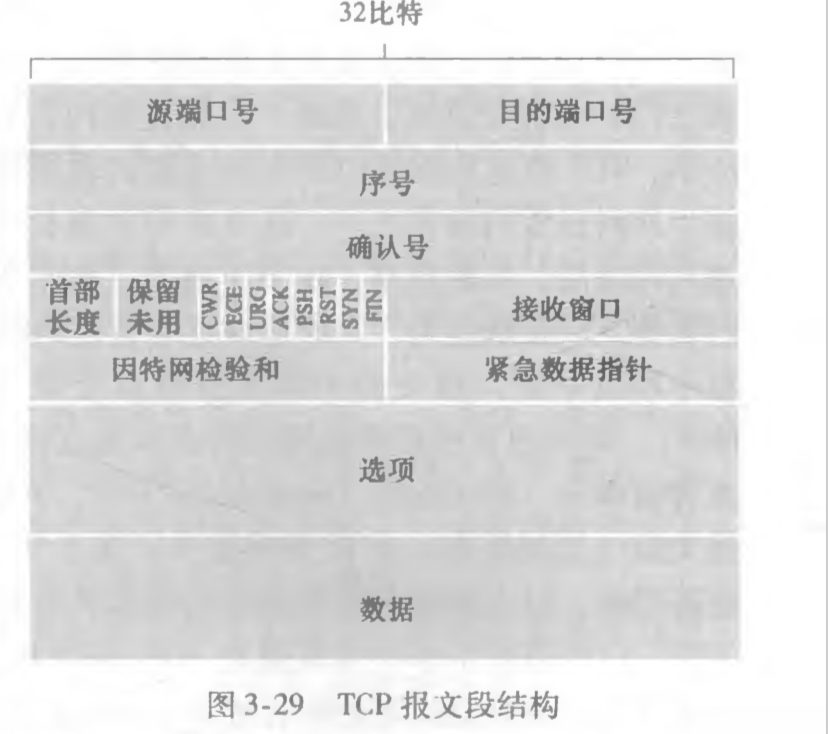 32比特
源端口号 目的端口号
序号
确认号
首部 保留 CWR ECE URG ACK PSH RST SYN FIN 接收窗口
长度 未用
因特网检验和 紧急数据指针
选项
数据
图 3-29 TCP 报文段结构